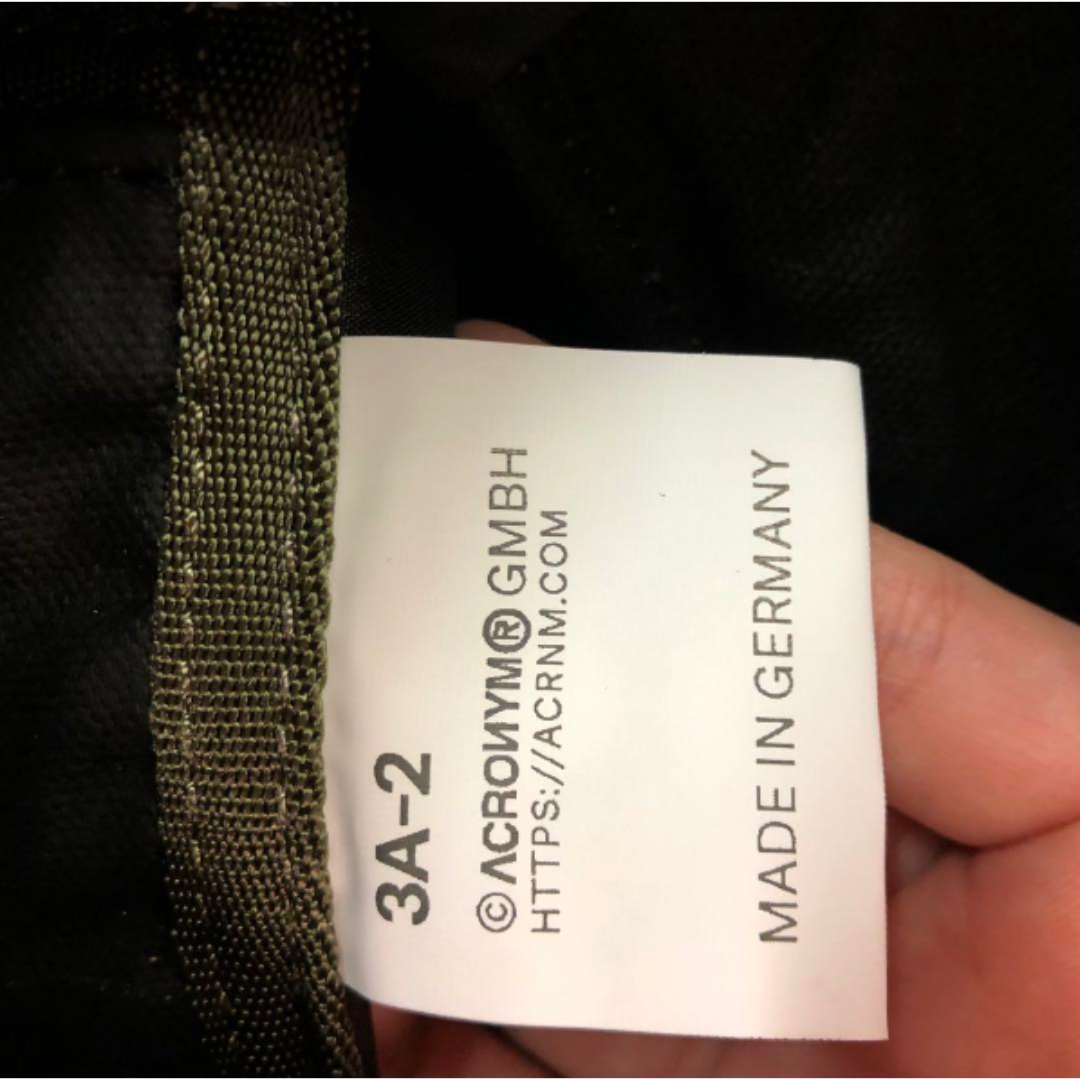 3A-2
©ACRONYM® GMBH
HTTPS://ACRNM.COM
MADE IN GERMANY